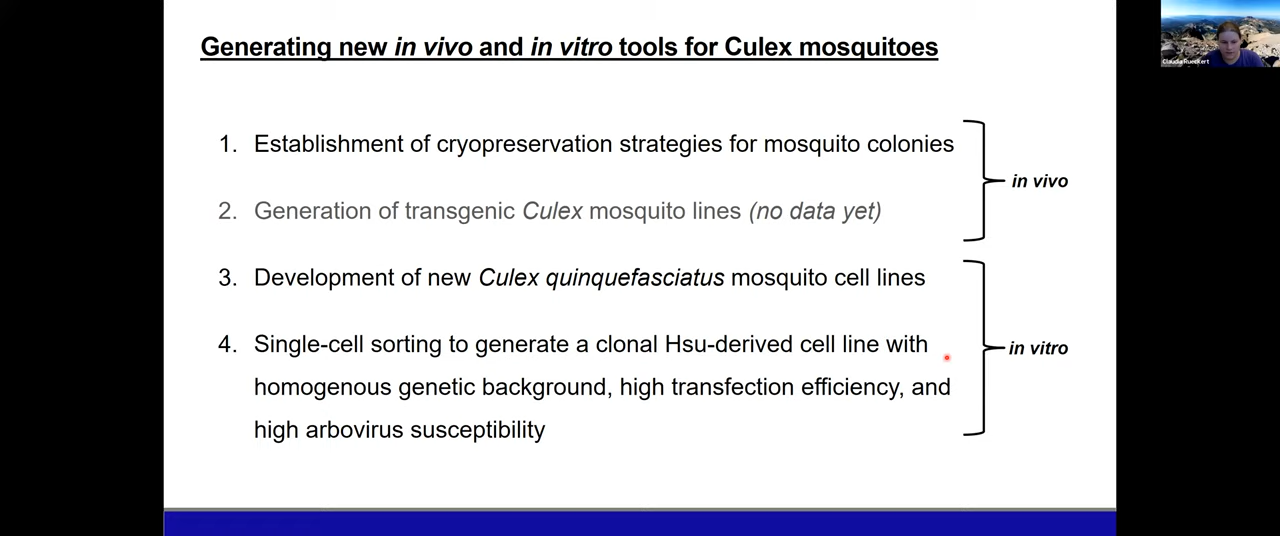 Generating new in vivo and in vitro tools for Culex mosquitoes
Claudia Rueckert
1. Establishment of cryopreservation strategies for mosquito colonies
in vivo
2. Generation of transgenic Culex mosquito lines (no data yet)
3. Development of new Culex quinquefasciatus mosquito cell lines
4. Single-cell sorting to generate a clonal Hsu-derived cell line with
in vitro
homogenous genetic background, high transfection efficiency, and
high arbovirus susceptibility